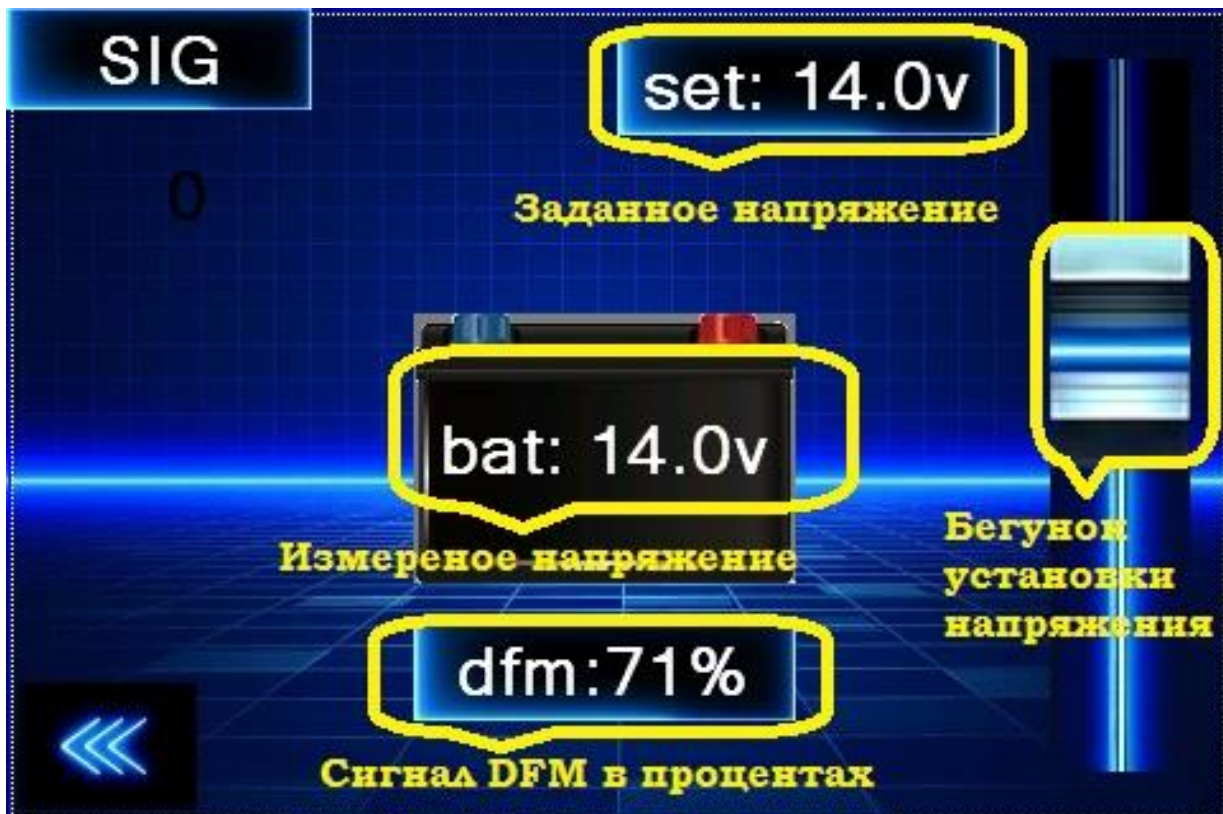 SIG
set: 14.0v
Заданное напряжение
0
bat: 14.0v
Измереное напряжение
Бегунок
установки
напряжения
dfm:71%
Сигнал DFM в процентах